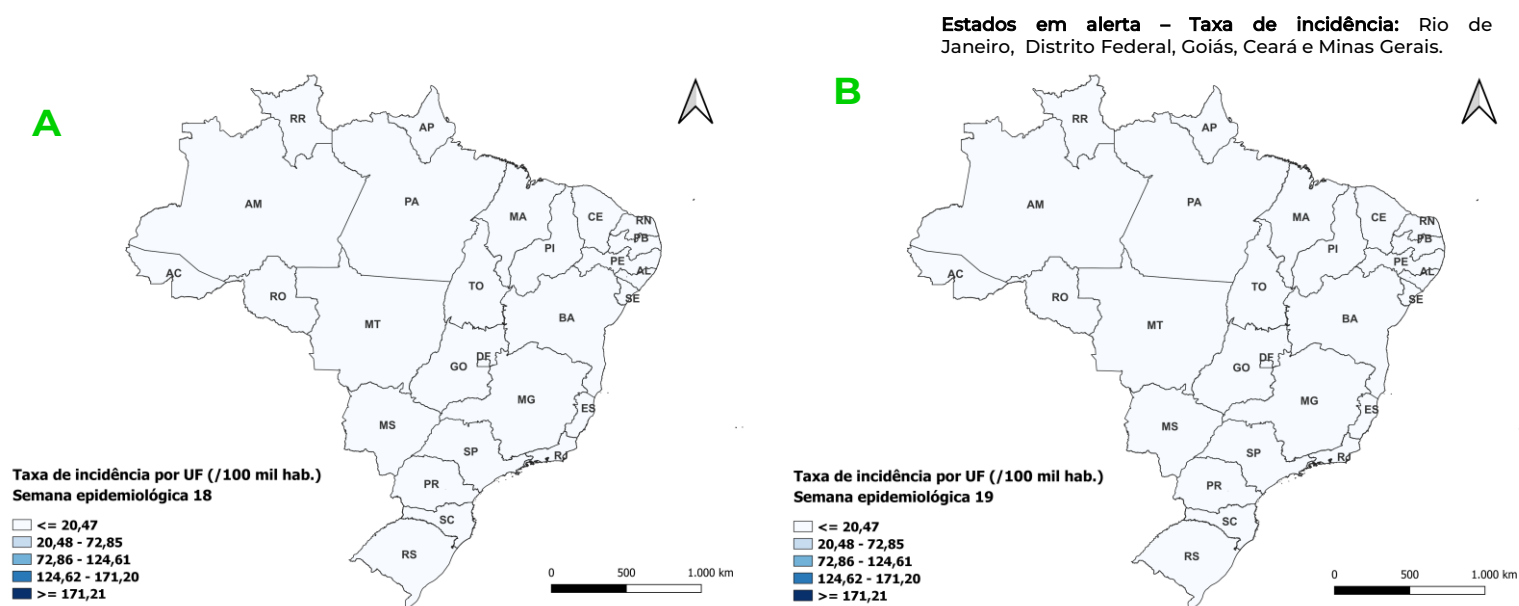 Estados em alerta – Taxa de incidência: Rio de
Janeiro, Distrito Federal, Goiás, Ceará e Minas Gerais.
A
RR
AP
AM
PA
MA
CE
RN
PB
PI
PE
AL
AC
SE
TO
RO
BA
MT
DF
GO
MG
ES
MS
SP
RJ
PR
SC
RS
Taxa de incidência por UF (/100 mil hab.)
Semana epidemiológica 18
<= 20,47
20,48 - 72,85
72,86 - 124,61
124,62 - 171,20
>= 171,21
0 500 1.000 km
B
RR
AP
AM
PA
MA
CE
RN
PB
PI
PE
AL
AC
SE
TO
RO
BA
MT
DF
GO
MG
ES
MS
SP
RJ
PR
SC
RS
Taxa de incidência por UF (/100 mil hab.)
Semana epidemiológica 19
<= 20,47
20,48 - 72,85
72,86 - 124,61
124,62 - 171,20
>= 171,21
0 500 1.000 km